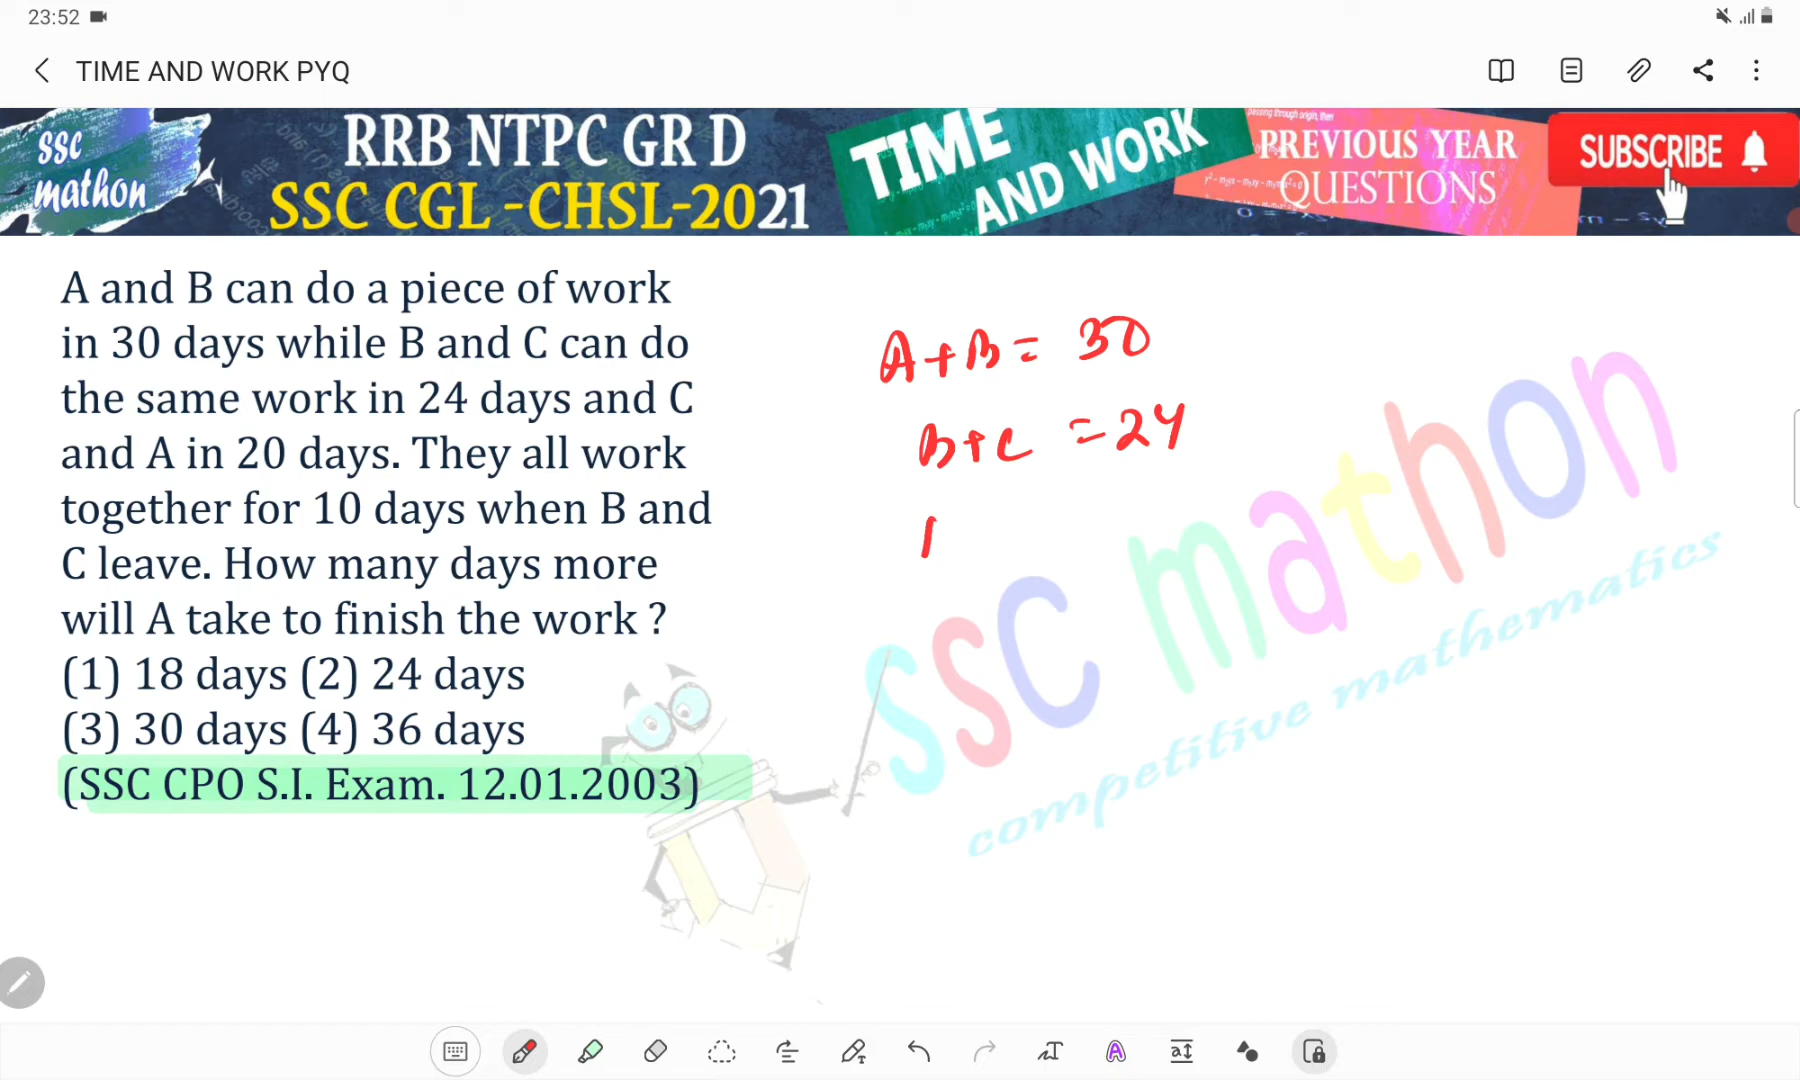 23:52
TIME AND WORK PYQ
ssc
mathon
RRB NTPC GR D
SSC CGL -CHSL-2021
TIME
AND WORK
passing through origin, then
PREVIOUS YEAR
QUESTIONS
SUBSCRIBE
A and B can do a piece of work
in 30 days while B and C can do
the same work in 24 days and C
and A in 20 days. They all work
together for 10 days when B and
C leave. How many days more
will A take to finish the work ?
(1) 18 days (2) 24 days
(3) 30 days (4) 36 days
(SSC CPO S.I. Exam. 12.01.2003)
A+B = 30
B+C = 24
ssc mathon
competitive mathematics